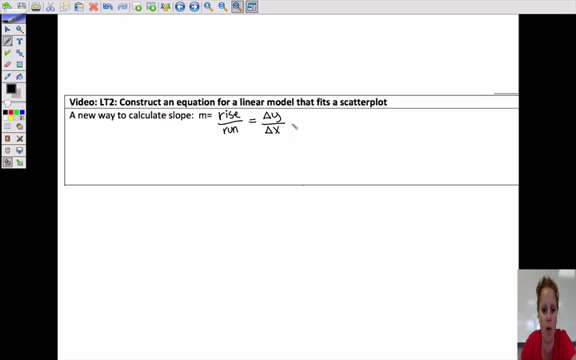 Video: LT2: Construct an equation for a linear model that fits a scatterplot
A new way to calculate slope: m= rise/run = Δy/Δx